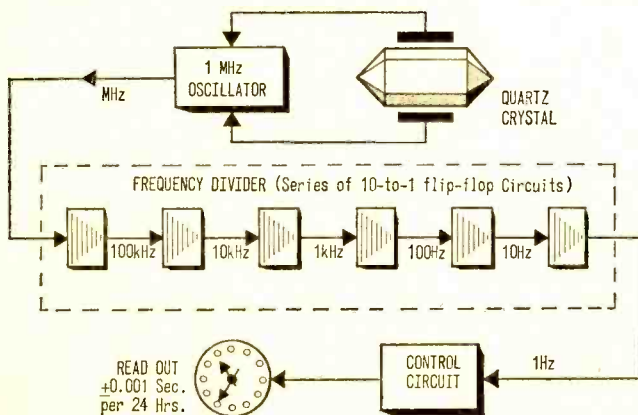 1 MHz
OSCILLATOR
QUARTZ
CRYSTAL
MHz
FREQUENCY DIVIDER (Series of 10-to-1 flip-flop Circuits)
100kHz
10kHz
1kHz
100Hz
10Hz
READ OUT
±0.001 Sec.
per 24 Hrs.
CONTROL
CIRCUIT
1Hz